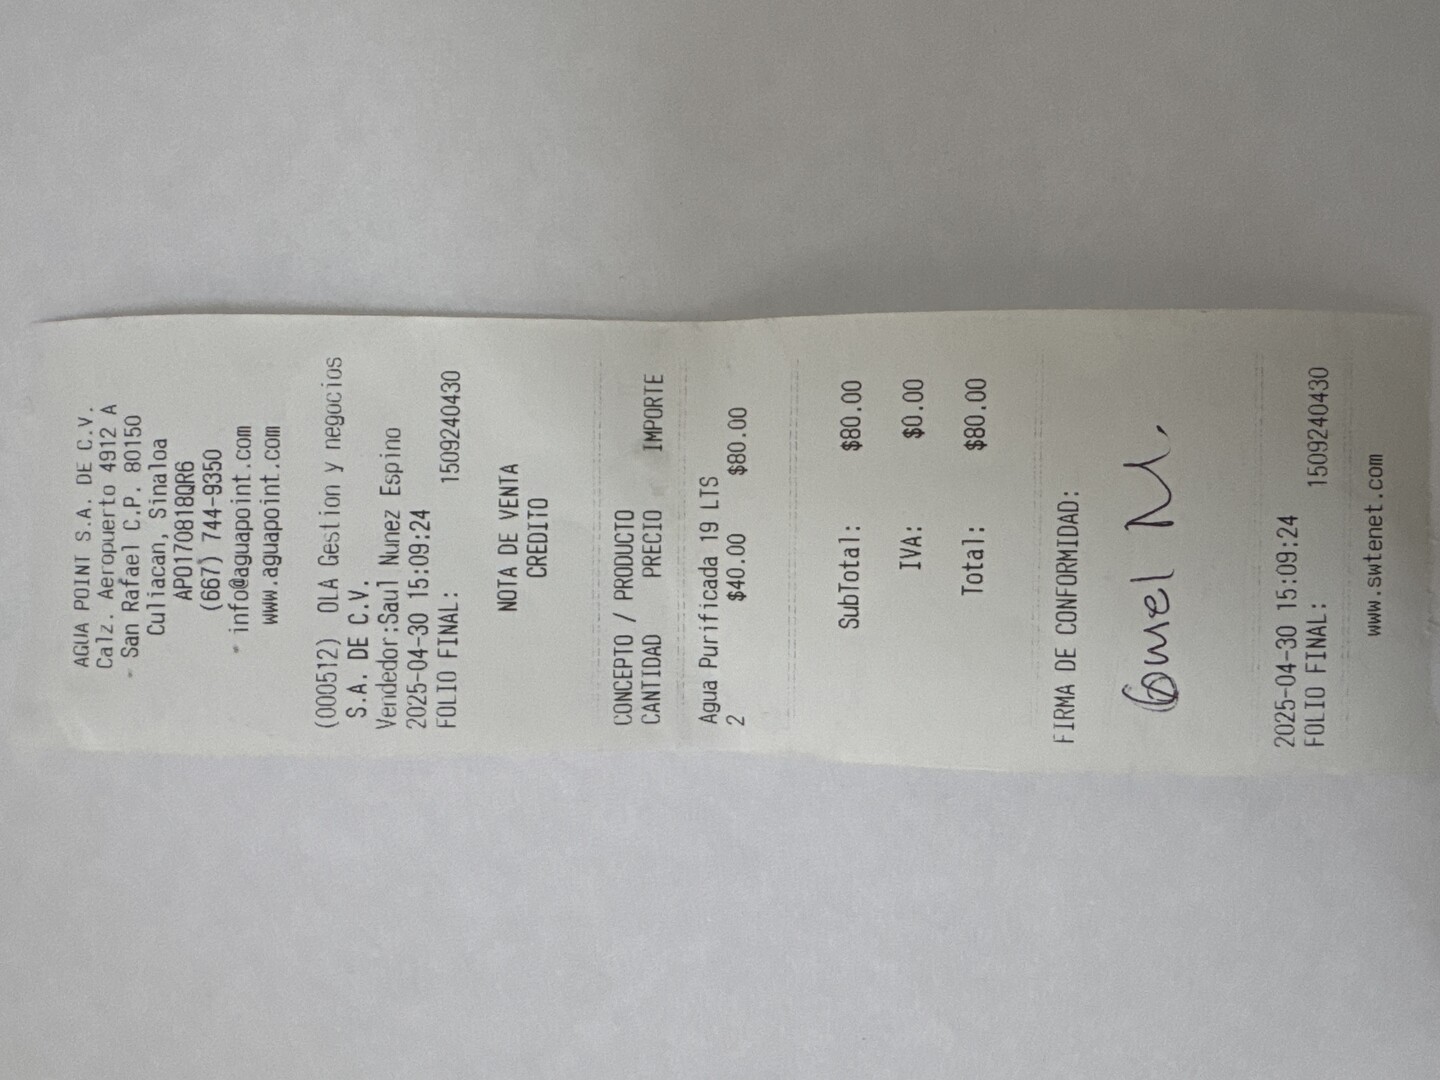 AGUA POINT S.A. DE C.V.
Calz. Aeropuerto 4912 A
San Rafael C.P. 80150
Culiacan, Sinaloa
APO170818QR6
(667) 744-9350
info@aguapoint.com
www.aguapoint.com
(000512) OLA Gestion y negocios
S.A. DE C.V.
Vendedor:Saul Nunez Espino
2025-04-30 15:09:24
FOLIO FINAL: 1509240430
NOTA DE VENTA
CREDITO
CONCEPTO / PRODUCTO
CANTIDAD PRECIO IMPORTE
Agua Purificada 19 LTS
2 $40.00 $80.00
SubTotal: $80.00
IVA: $0.00
Total: $80.00
FIRMA DE CONFORMIDAD:
2025-04-30 15:09:24
FOLIO FINAL: 1509240430
www.swtenet.com